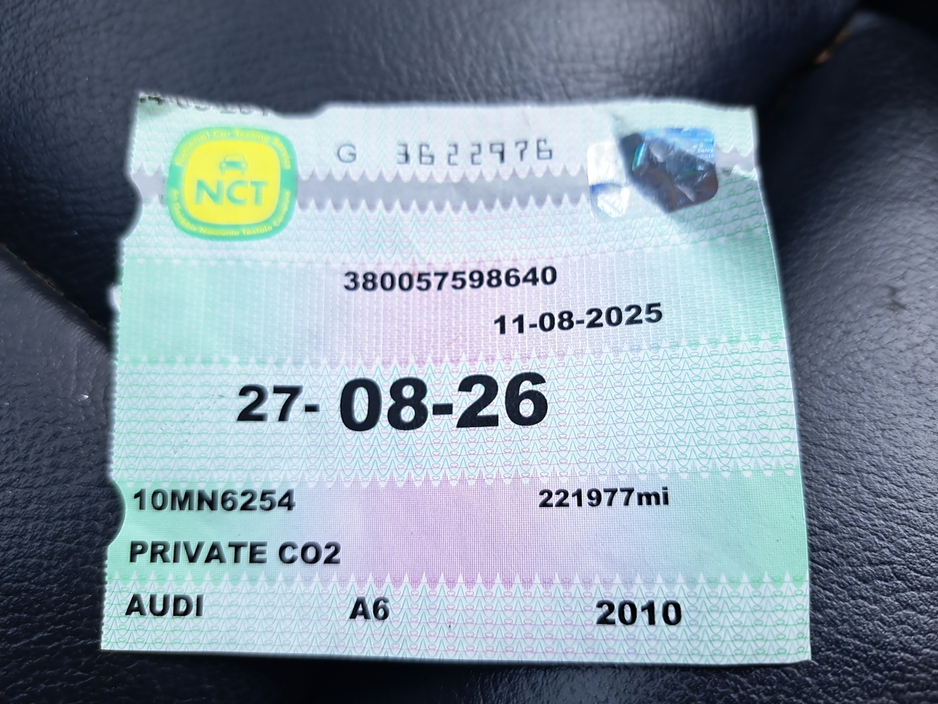 NCT
G 3622976
380057598640
11-08-2025
27- 08-26
10MN6254 221977mi
PRIVATE CO2
AUDI A6 2010